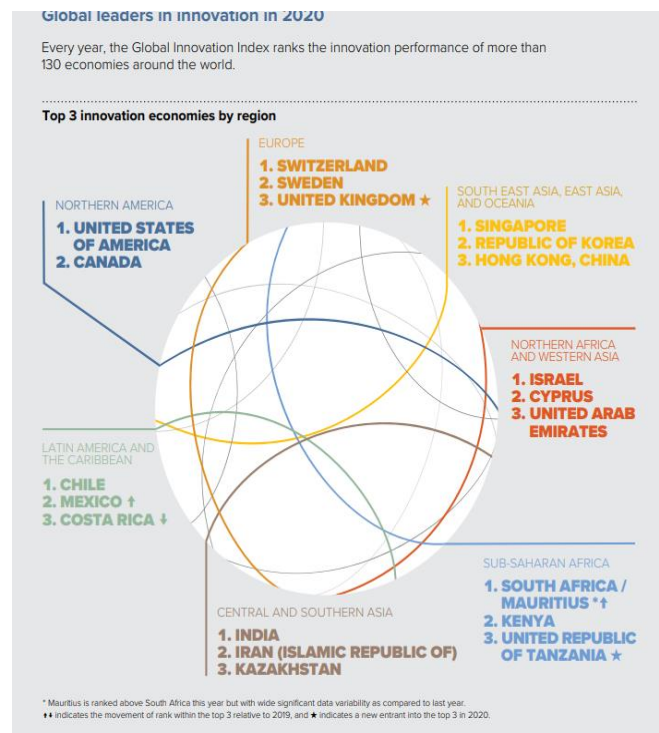 Global leaders in innovation in 2020
Every year, the Global Innovation Index ranks the innovation performance of more than
130 economies around the world.
Top 3 innovation economies by region
EUROPE
1. SWITZERLAND
2. SWEDEN
3. UNITED KINGDOM ★
NORTHERN AMERICA
1. UNITED STATES
OF AMERICA
2. CANADA
SOUTH EAST ASIA, EAST ASIA,
AND OCEANIA
1. SINGAPORE
2. REPUBLIC OF KOREA
3. HONG KONG, CHINA
NORTHERN AFRICA
AND WESTERN ASIA
1. ISRAEL
2. CYPRUS
3. UNITED ARAB
EMIRATES
LATIN AMERICA AND
THE CARIBBEAN
1. CHILE
2. MEXICO ↑
3. COSTA RICA ↓
SUB-SAHARAN AFRICA
1. SOUTH AFRICA /
MAURITIUS *↑
2. KENYA
3. UNITED REPUBLIC
OF TANZANIA ★
CENTRAL AND SOUTHERN ASIA
1. INDIA
2. IRAN (ISLAMIC REPUBLIC OF)
3. KAZAKHSTAN
* Mauritius is ranked above South Africa this year but with wide significant data variability as compared to last year.
↑↓ indicates the movement of rank within the top 3 relative to 2019, and ★ indicates a new entrant into the top 3 in 2020.